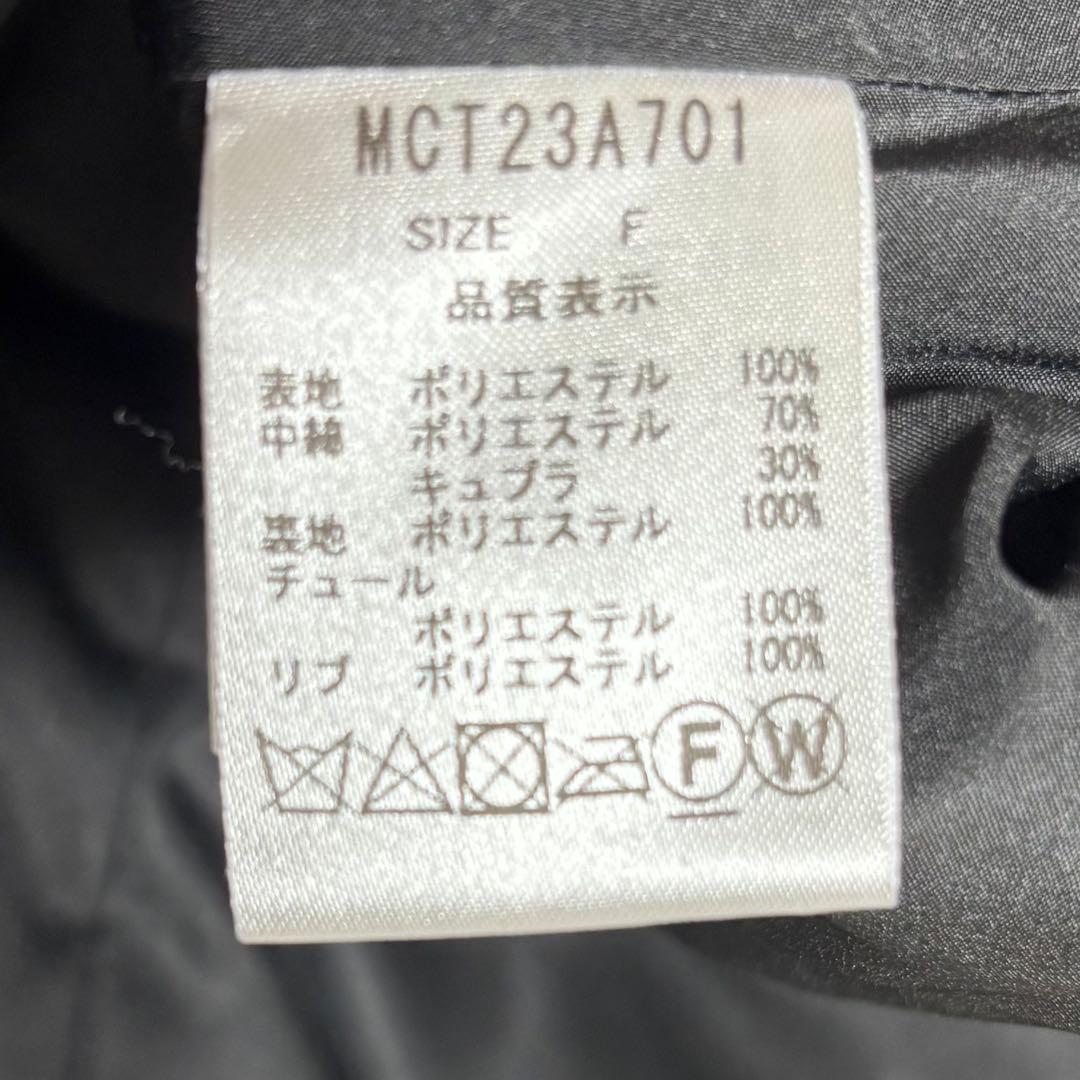 MCT23A701
SIZE F
品質表示
表地 ポリエステル 100%
中綿 ポリエステル 70%
キュプラ 30%
裏地 ポリエステル 100%
チュール
ポリエステル 100%
リブ ポリエステル 100%
F W